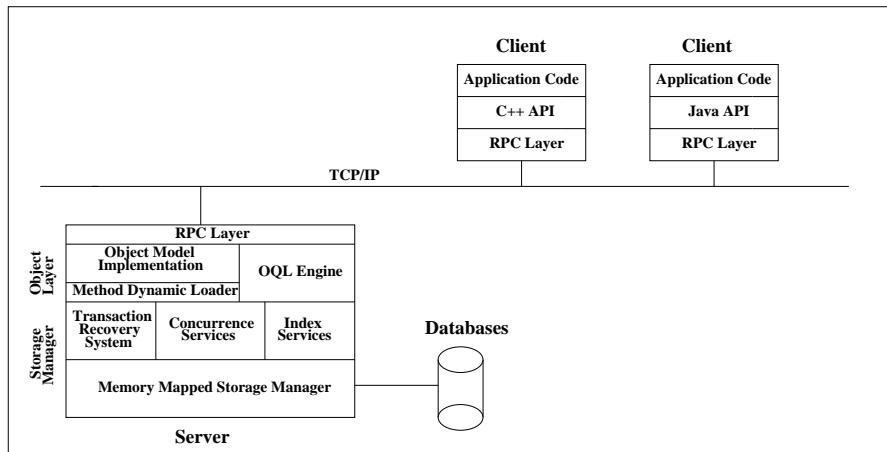 Client
Client
Application Code
Application Code
C++ API
Java API
RPC Layer
RPC Layer
TCP/IP
RPC Layer
Object Layer
Object Model
Implementation
OQL Engine
Method Dynamic Loader
Storage
Manager
Transaction
Recovery
System
Concurrence
Services
Index
Services
Databases
Memory Mapped Storage Manager
Server